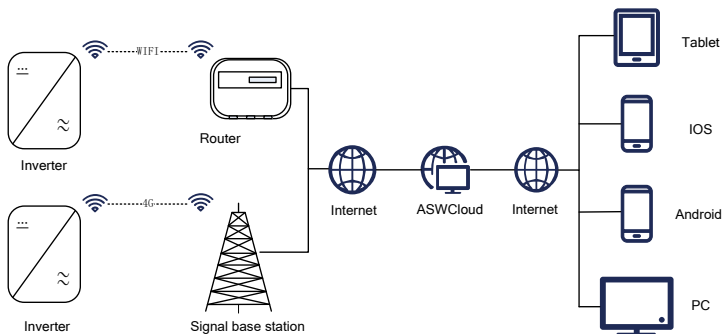 WIFI
Tablet
Router
IOS
Inverter
4G
Internet
ASWCloud
Internet
Android
Inverter
Signal base station
PC